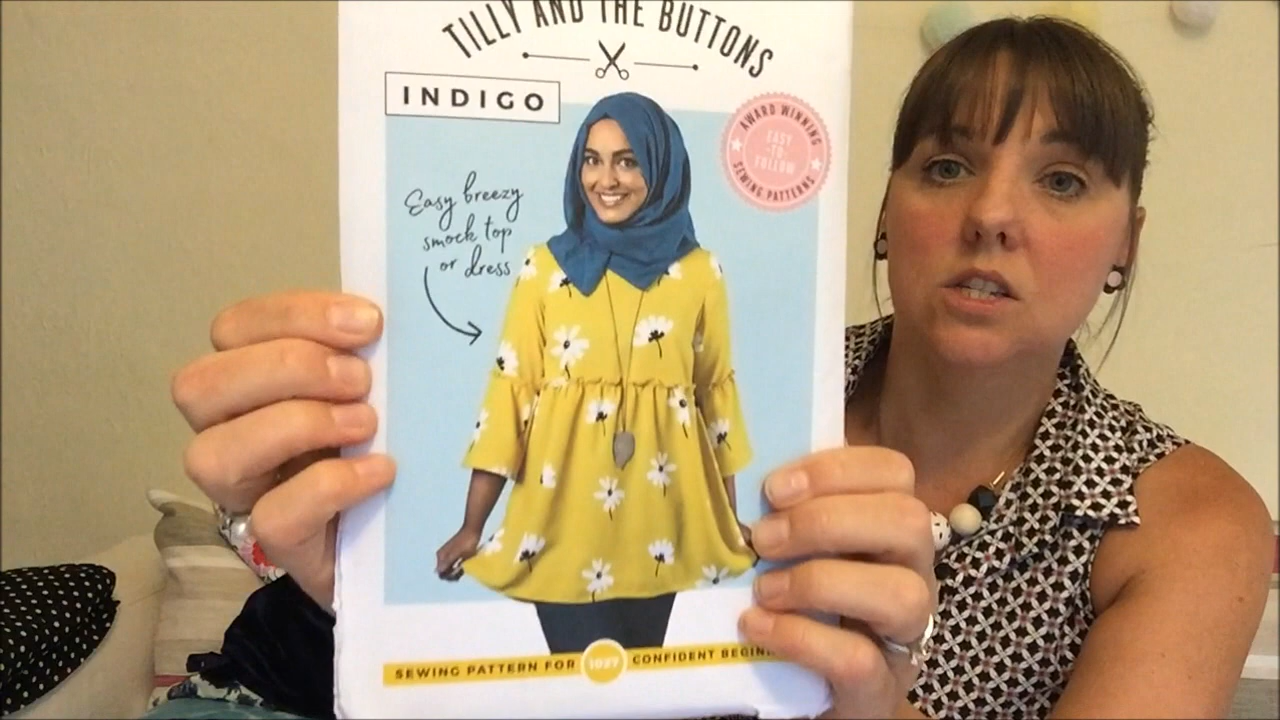 TILLY AND THE BUTTONS
INDIGO
AWARD WINNING
EASY
-TO-
FOLLOW
SEWING PATTERNS
Easy breezy
smock top
or dress
SEWING PATTERN FOR 1027 CONFIDENT